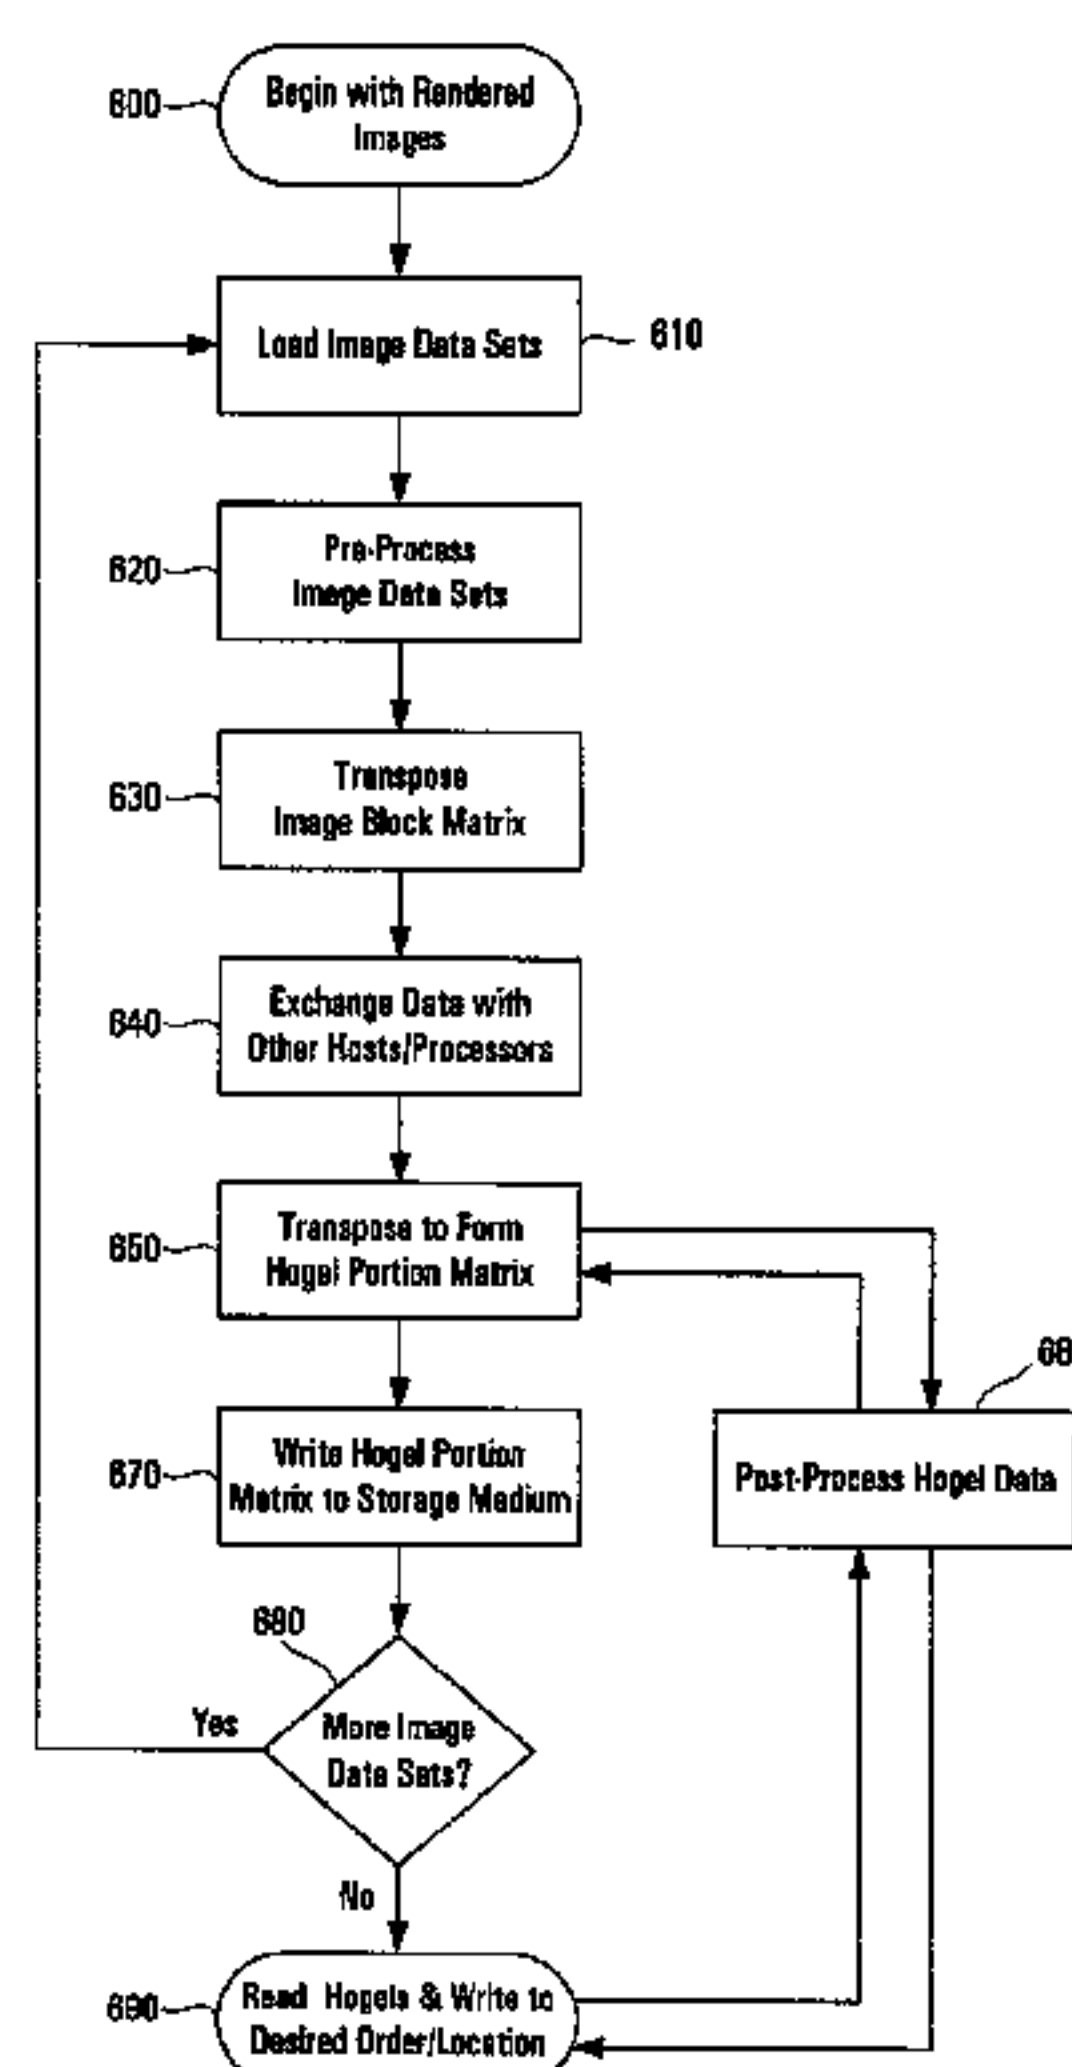 600
Begin with Rendered
Images
Load Image Data Sets
610
620
Pre-Process
Image Data Sets
630
Transpose
Image Block Matrix
640
Exchange Data with
Other Hosts/Processors
650
Transpose to Form
Hogel Portion Matrix
68
670
Write Hogel Portion
Matrix to Storage Medium
Post-Process Hogel Data
680
Yes
More Image
Data Sets?
No
690
Read Hogels & Write to
Desired Order/Location